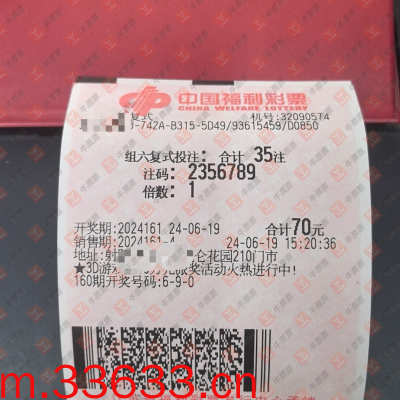 中国福利彩票
CHINA WELFARE LOTTERY
复式 机号:32090574
J-742A-B315-5D49/93615459/D0850
组六复式投注: 合计 35注
注码: 2356789
倍数: 1
开奖期:2024161 24-06-19 合计70元
销售期:2024161-4 24-06-19 15:20:36
地址:射 仑花园210门市
★3D游 派奖活动火热进行中!
160期开奖号码:6-9-0
m.33633.cn